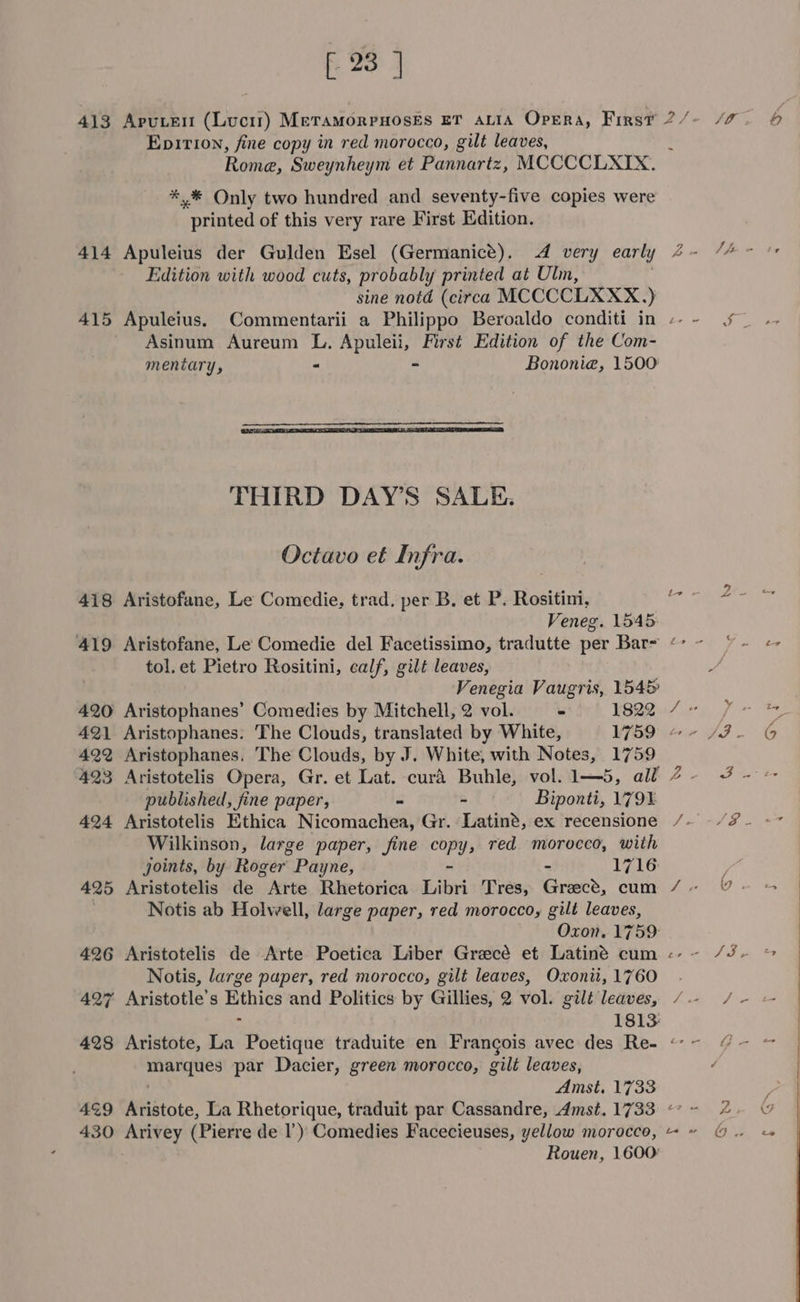 [ 23 ]
413 Apuleii (Lucii) Metamorphosês et alia Opera, First 2/- 10. 6
Edition, fine copy in red morocco, gilt leaves,
Romæ, Sweynheym et Pannartz, MCCCCLXIX.
*** Only two hundred and seventy-five copies were
printed of this very rare First Edition.
414 Apuleius der Gulden Esel (Germanicè). A very early
Edition with wood cuts, probably printed at Ulm,
sine notâ (circa MCCCCLXXX.)
415 Apuleius. Commentarii a Philippo Beroaldo conditi in
Asinum Aureum L. Apuleii, First Edition of the Com-
mentary, - - Bononiæ, 1500
THIRD DAY'S SALE.
Octavo et Infra.
418 Aristofane, Le Comedie, trad. per B. et P. Rositini,
Veneg. 1545
419 Aristofane, Le Comedie del Facetissimo, tradutte per Bar-
tol. et Pietro Rositini, calf, gilt leaves,
Venegia Vaugris, 1545
420 Aristophanes' Comedies by Mitchell, 2 vol. - 1822
421 Aristophanes. The Clouds, translated by White, 1759
422 Aristophanes. The Clouds, by J. White, with Notes, 1759
423 Aristotelis Opera, Gr. et Lat. curâ Buhle, vol. 1—5, all
published, fine paper, - - Biponti, 1791
424 Aristotelis Ethica Nicomachea, Gr. Latinè, ex recensione
Wilkinson, large paper, fine copy, red morocco, with
joints, by Roger Payne, - - 1716
425 Aristotelis de Arte Rhetorica Libri Tres, Græcè, cum
Notis ab Holwell, large paper, red morocco, gilt leaves,
Oxon. 1759
426 Aristotelis de Arte Poetica Liber Græcè et Latinè cum
Notis, large paper, red morocco, gilt leaves, Oxonii, 1760
427 Aristotle's Ethics and Politics by Gillies, 2 vol. gilt leaves,
- 1813
428 Aristote, La Poetique traduite en François avec des Re-
marques par Dacier, green morocco, gilt leaves,
Amst. 1733
429 Aristote, La Rhetorique, traduit par Cassandre, Amst. 1733
430 Arivey (Pierre de l') Comedies Facecieuses, yellow morocco,
Rouen, 1600